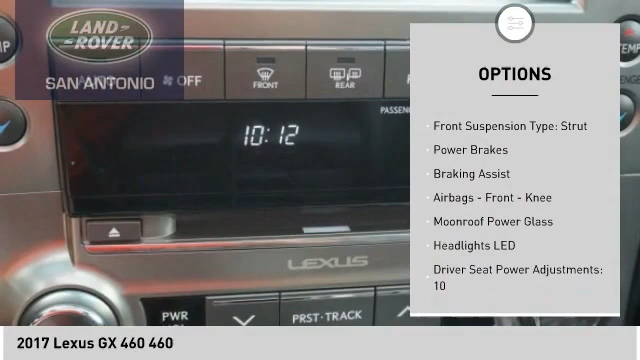 LAND-
ROVER
SAN ANTONIO
OFF
FRONT
REAR
10:12
LEXUS
PWR
PRST·TRACK
OPTIONS
Front Suspension Type: Strut
Power Brakes
Braking Assist
Airbags - Front - Knee
Moonroof Power Glass
Headlights LED
Driver Seat Power Adjustments:
10
2017 Lexus GX 460 460